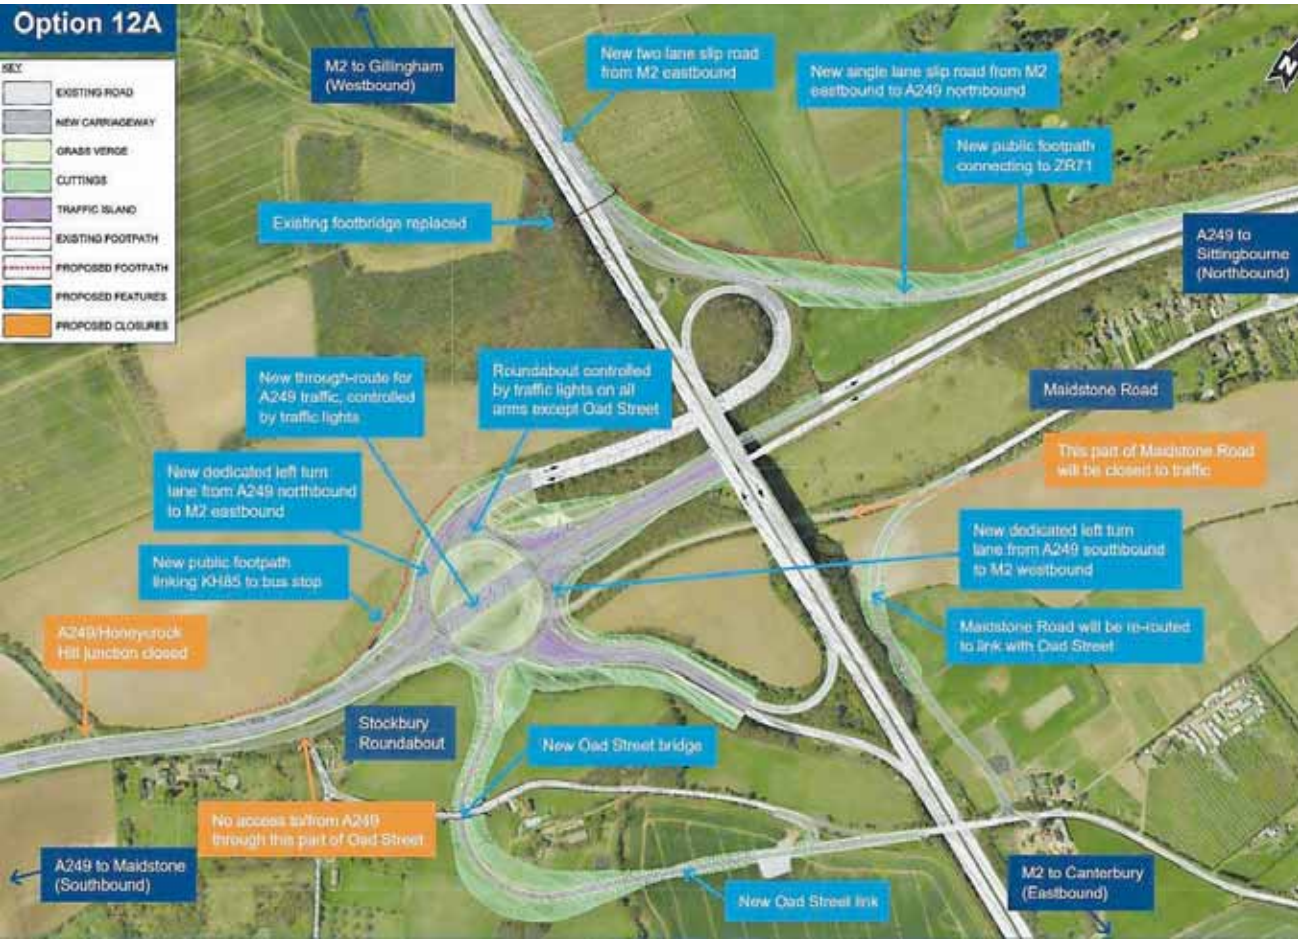 Option 12A
KEY
EXISTING ROAD
NEW CARRIAGEWAY
GRASS VERGE
CUTTINGS
TRAFFIC ISLAND
EXISTING FOOTPATH
PROPOSED FOOTPATH
PROPOSED FEATURES
PROPOSED CLOSURES
M2 to Gillingham
(Westbound)
New two lane slip road
from M2 eastbound
New single lane slip road from M2
eastbound to A249 northbound
N
New public footpath
connecting to ZR71
Existing footbridge replaced
A249 to
Sittingbourne
(Northbound)
New through-route for
A249 traffic, controlled
by traffic lights
Roundabout controlled
by traffic lights on all
arms except Oad Street
Maidstone Road
This part of Maidstone Road
will be closed to traffic
New dedicated left turn
lane from A249 northbound
to M2 eastbound
New dedicated left turn
lane from A249 southbound
to M2 westbound
New public footpath
linking KH85 to bus stop
A249/Honeycrock
Hill junction closed
Maidstone Road will be re-routed
to link with Oad Street
Stockbury
Roundabout
New Oad Street bridge
No access to/from A249
through this part of Oad Street
A249 to Maidstone
(Southbound)
New Oad Street link
M2 to Canterbury
(Eastbound)